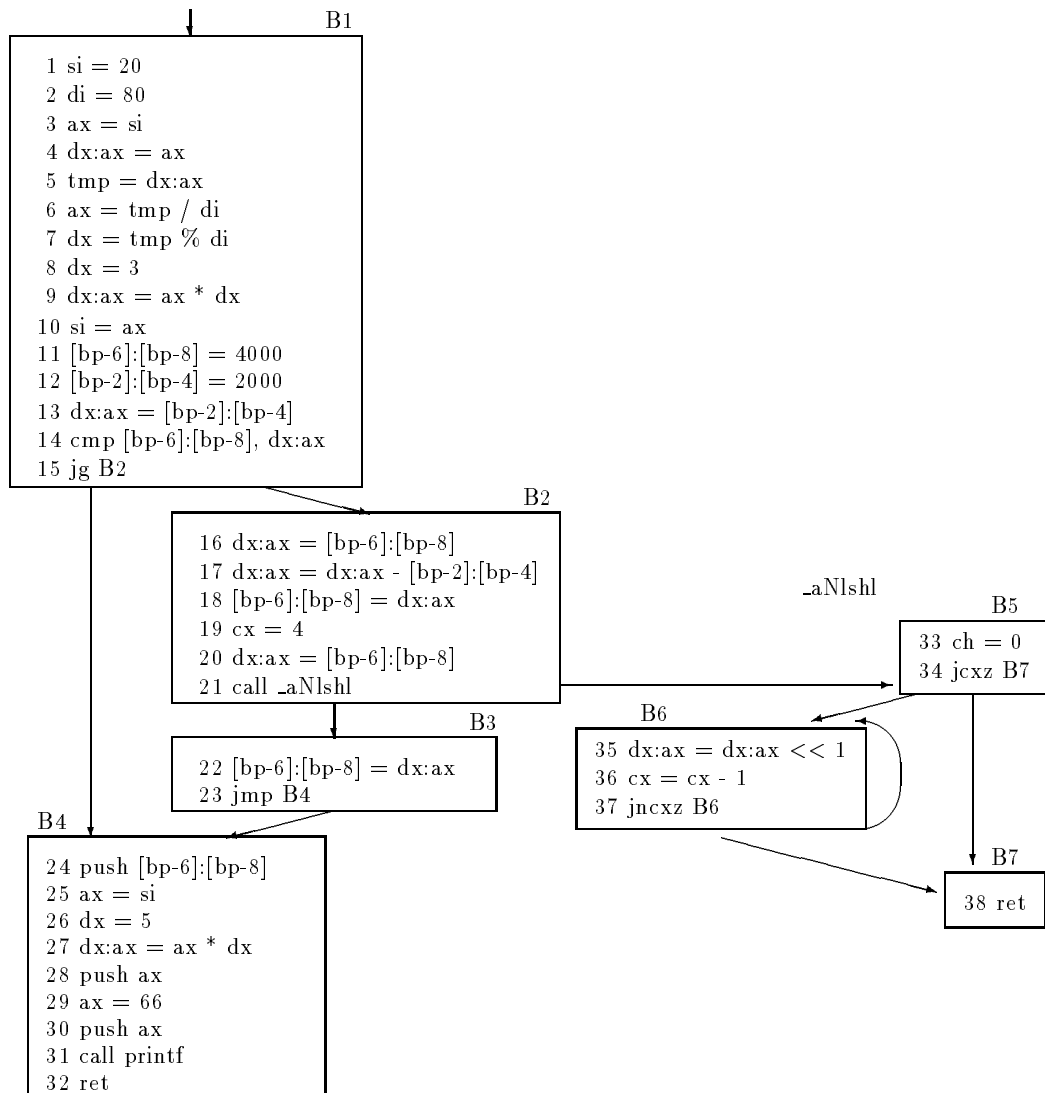 B1
1 si = 20
2 di = 80
3 ax = si
4 dx:ax = ax
5 tmp = dx:ax
6 ax = tmp / di
7 dx = tmp % di
8 dx = 3
9 dx:ax = ax * dx
10 si = ax
11 [bp-6]:[bp-8] = 4000
12 [bp-2]:[bp-4] = 2000
13 dx:ax = [bp-2]:[bp-4]
14 cmp [bp-6]:[bp-8], dx:ax
15 jg B2
B2
16 dx:ax = [bp-6]:[bp-8]
17 dx:ax = dx:ax - [bp-2]:[bp-4]
18 [bp-6]:[bp-8] = dx:ax
19 cx = 4
20 dx:ax = [bp-6]:[bp-8]
21 call _aNlshl
B3
22 [bp-6]:[bp-8] = dx:ax
23 jmp B4
B4
24 push [bp-6]:[bp-8]
25 ax = si
26 dx = 5
27 dx:ax = ax * dx
28 push ax
29 ax = 66
30 push ax
31 call printf
32 ret
_aNlshl
B5
33 ch = 0
34 jcxz B7
B6
35 dx:ax = dx:ax << 1
36 cx = cx - 1
37 jncxz B6
B7
38 ret